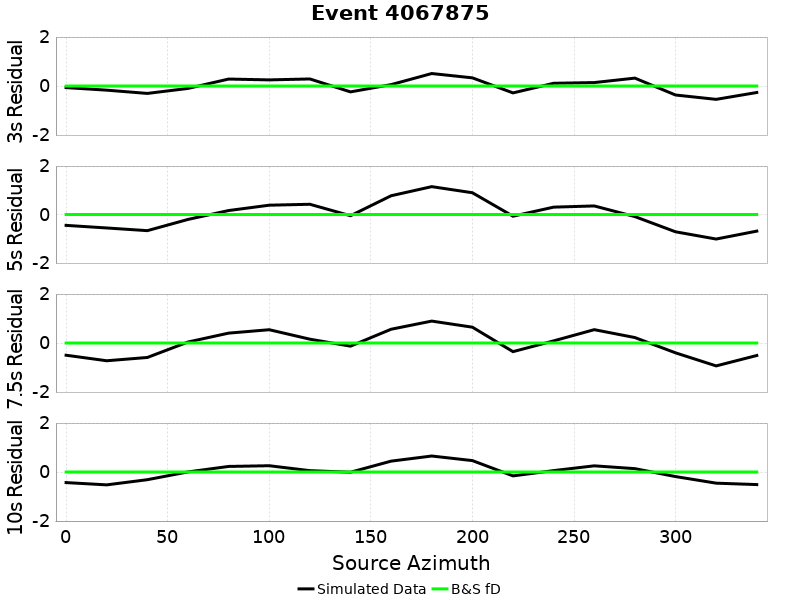 Event 4067875
3s Residual
2
0
-2
5s Residual
2
0
-2
7.5s Residual
2
0
-2
10s Residual
2
0
-2
0 50 100 150 200 250 300
Source Azimuth
Simulated Data B&S fD